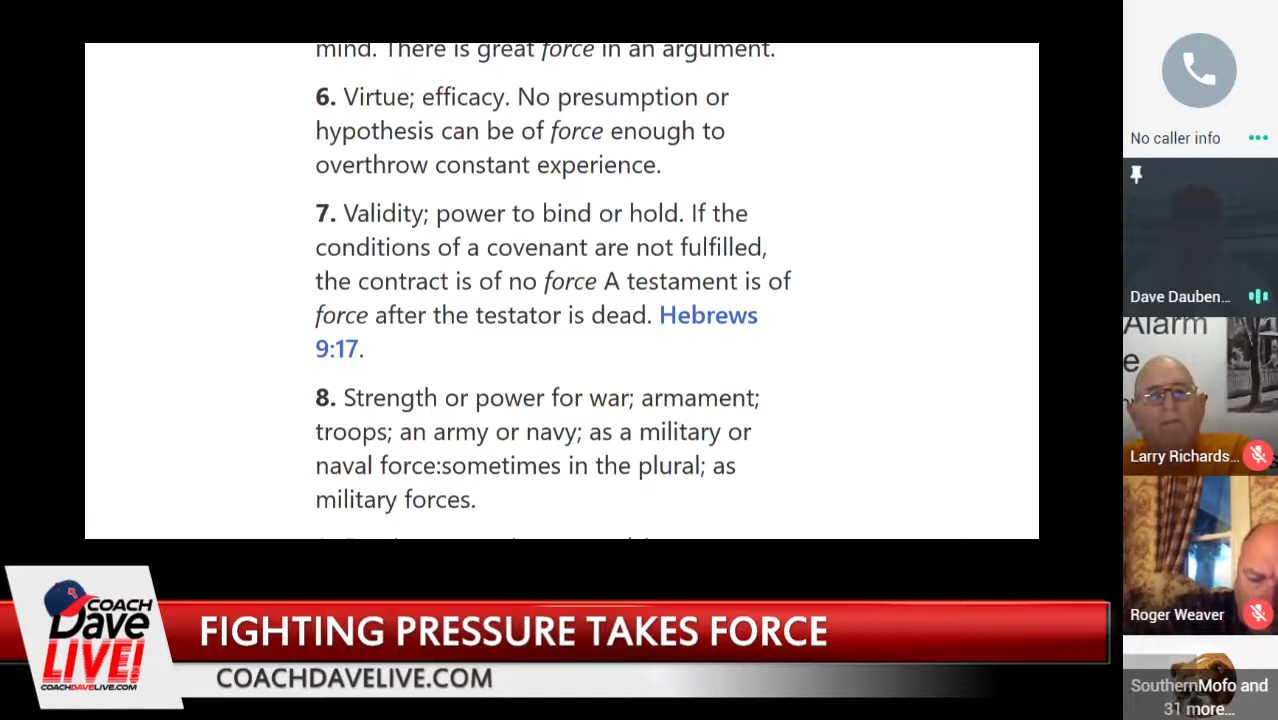 mind. There is great force in an argument.
6. Virtue; efficacy. No presumption or
hypothesis can be of force enough to
overthrow constant experience.
7. Validity; power to bind or hold. If the
conditions of a covenant are not fulfilled,
the contract is of no force A testament is of
force after the testator is dead. Hebrews
9:17.
8. Strength or power for war; armament;
troops; an army or navy; as a military or
naval force:sometimes in the plural; as
military forces.
No caller info
Dave Dauben...
Alarm
e
Larry Richards...
Roger Weaver
SouthernMofo and
31 more...
COACH
Dave
LIVE!
COACHDAVELIVE.COM
FIGHTING PRESSURE TAKES FORCE
COACHDAVELIVE.COM